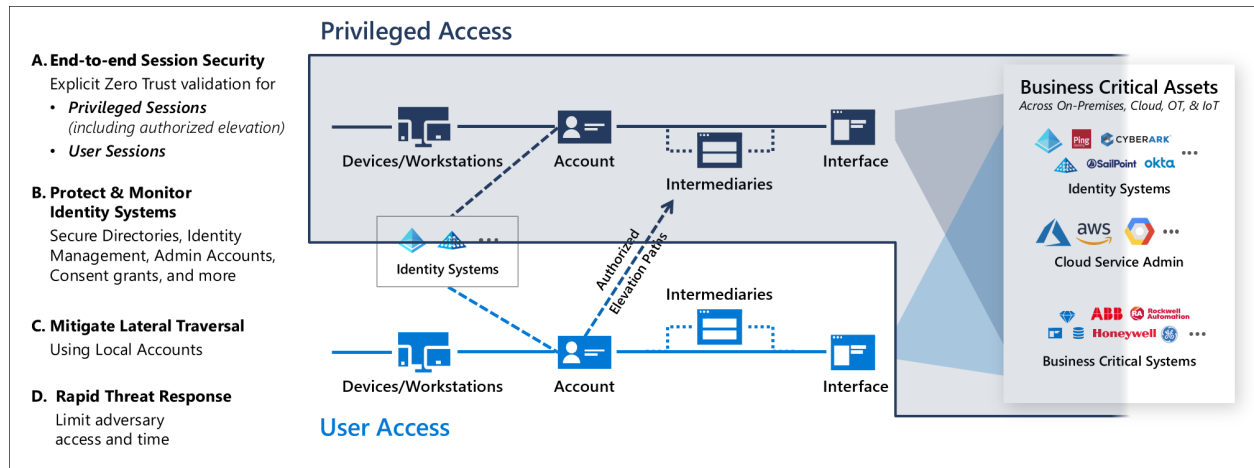 Privileged Access
A. End-to-end Session Security
Explicit Zero Trust validation for
• Privileged Sessions
(including authorized elevation)
• User Sessions
B. Protect & Monitor
Identity Systems
Secure Directories, Identity
Management, Admin Accounts,
Consent grants, and more
C. Mitigate Lateral Traversal
Using Local Accounts
D. Rapid Threat Response
Limit adversary
access and time
Devices/Workstations
Account
Intermediaries
Interface
Identity Systems
Authorized
Elevation Paths
Intermediaries
Devices/Workstations
Account
Interface
User Access
Business Critical Assets
Across On-Premises, Cloud, OT, & IoT
Ping
CYBERARK
SailPoint
okta
Identity Systems
aws
Cloud Service Admin
ABB
RA
Rockwell
Automation
Honeywell
GE
Business Critical Systems